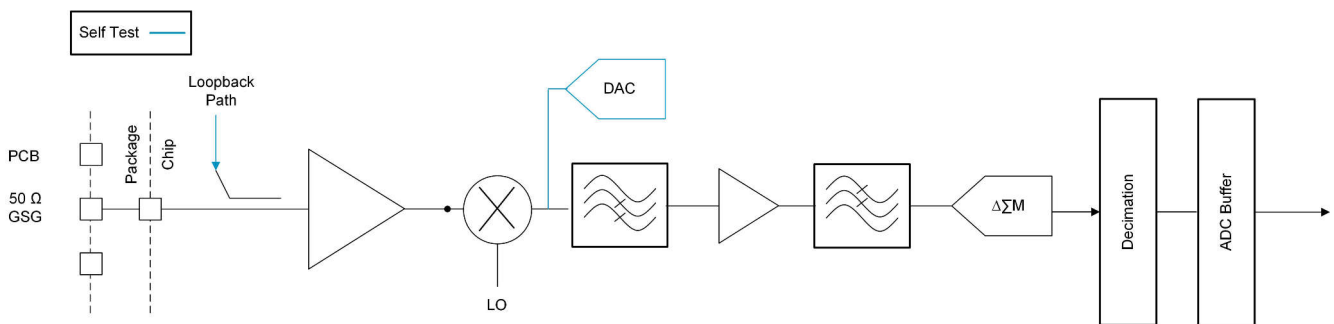 Self Test
Loopback
Path
DAC
PCB
Package
Chip
50 Ω
GSG
LO
ΔΣM
Decimation
ADC Buffer